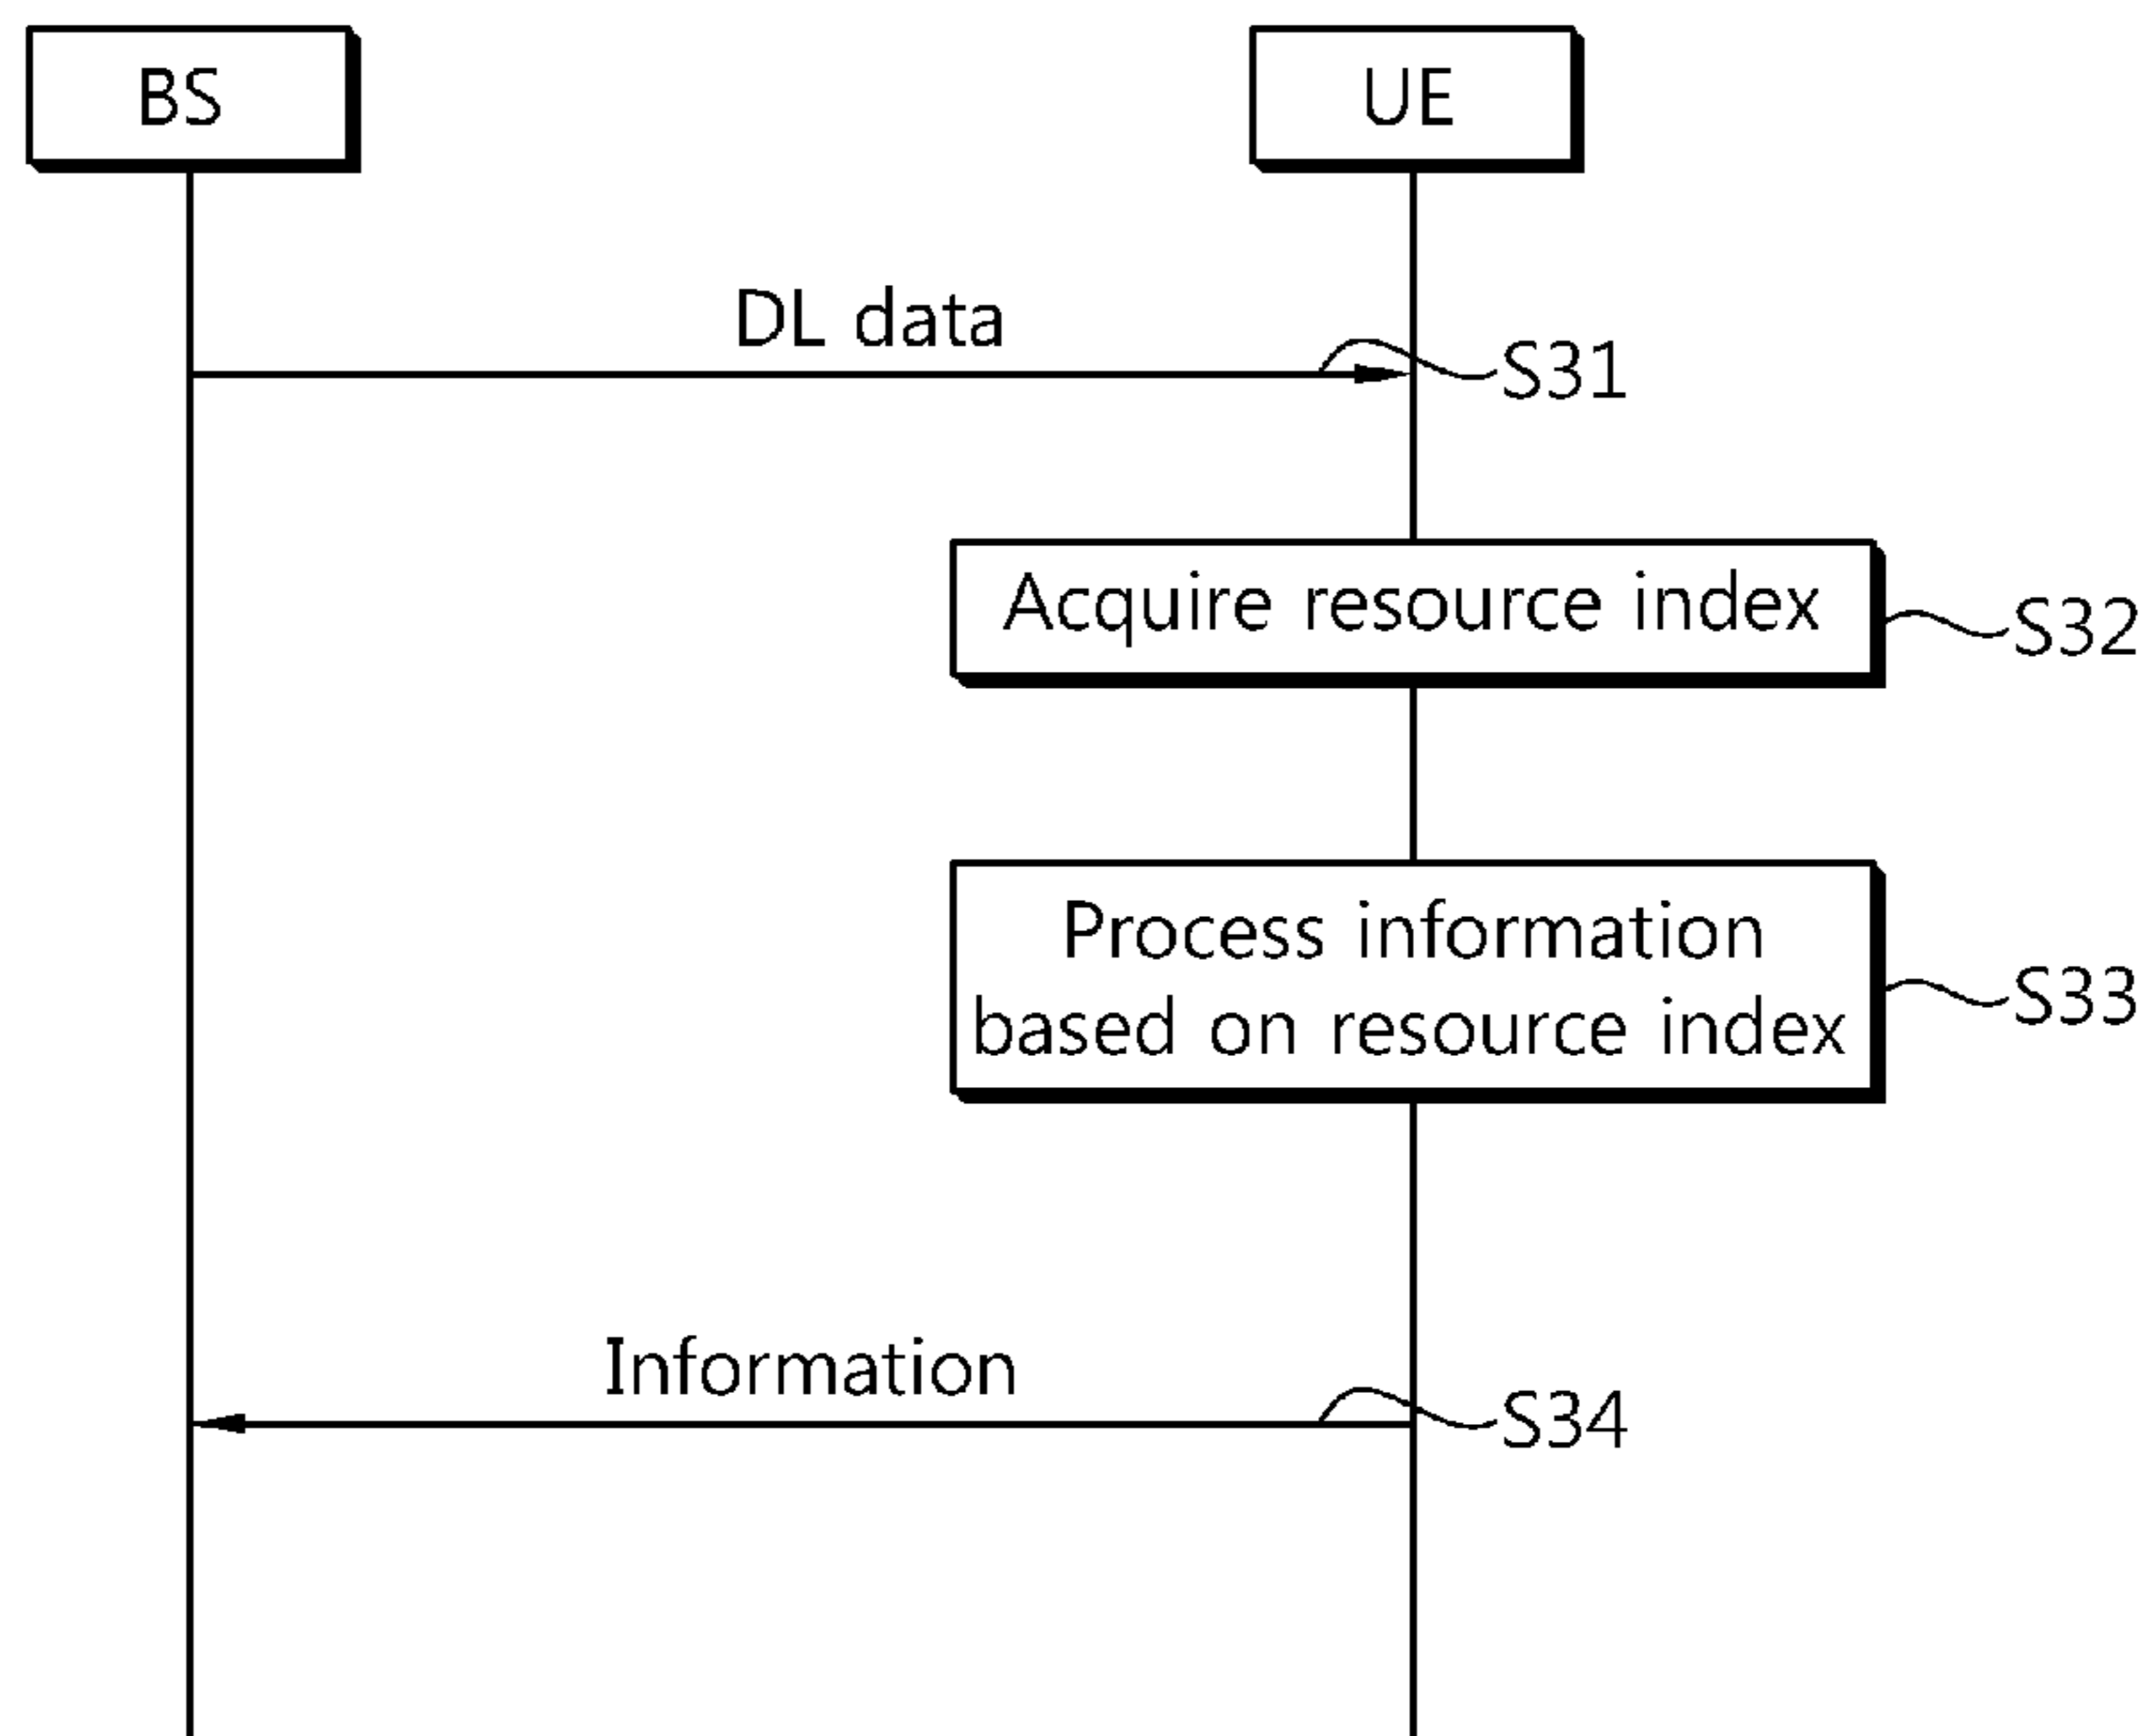 BS
UE
DL data
S31
Acquire resource index
S32
Process information
based on resource index
S33
Information
S34